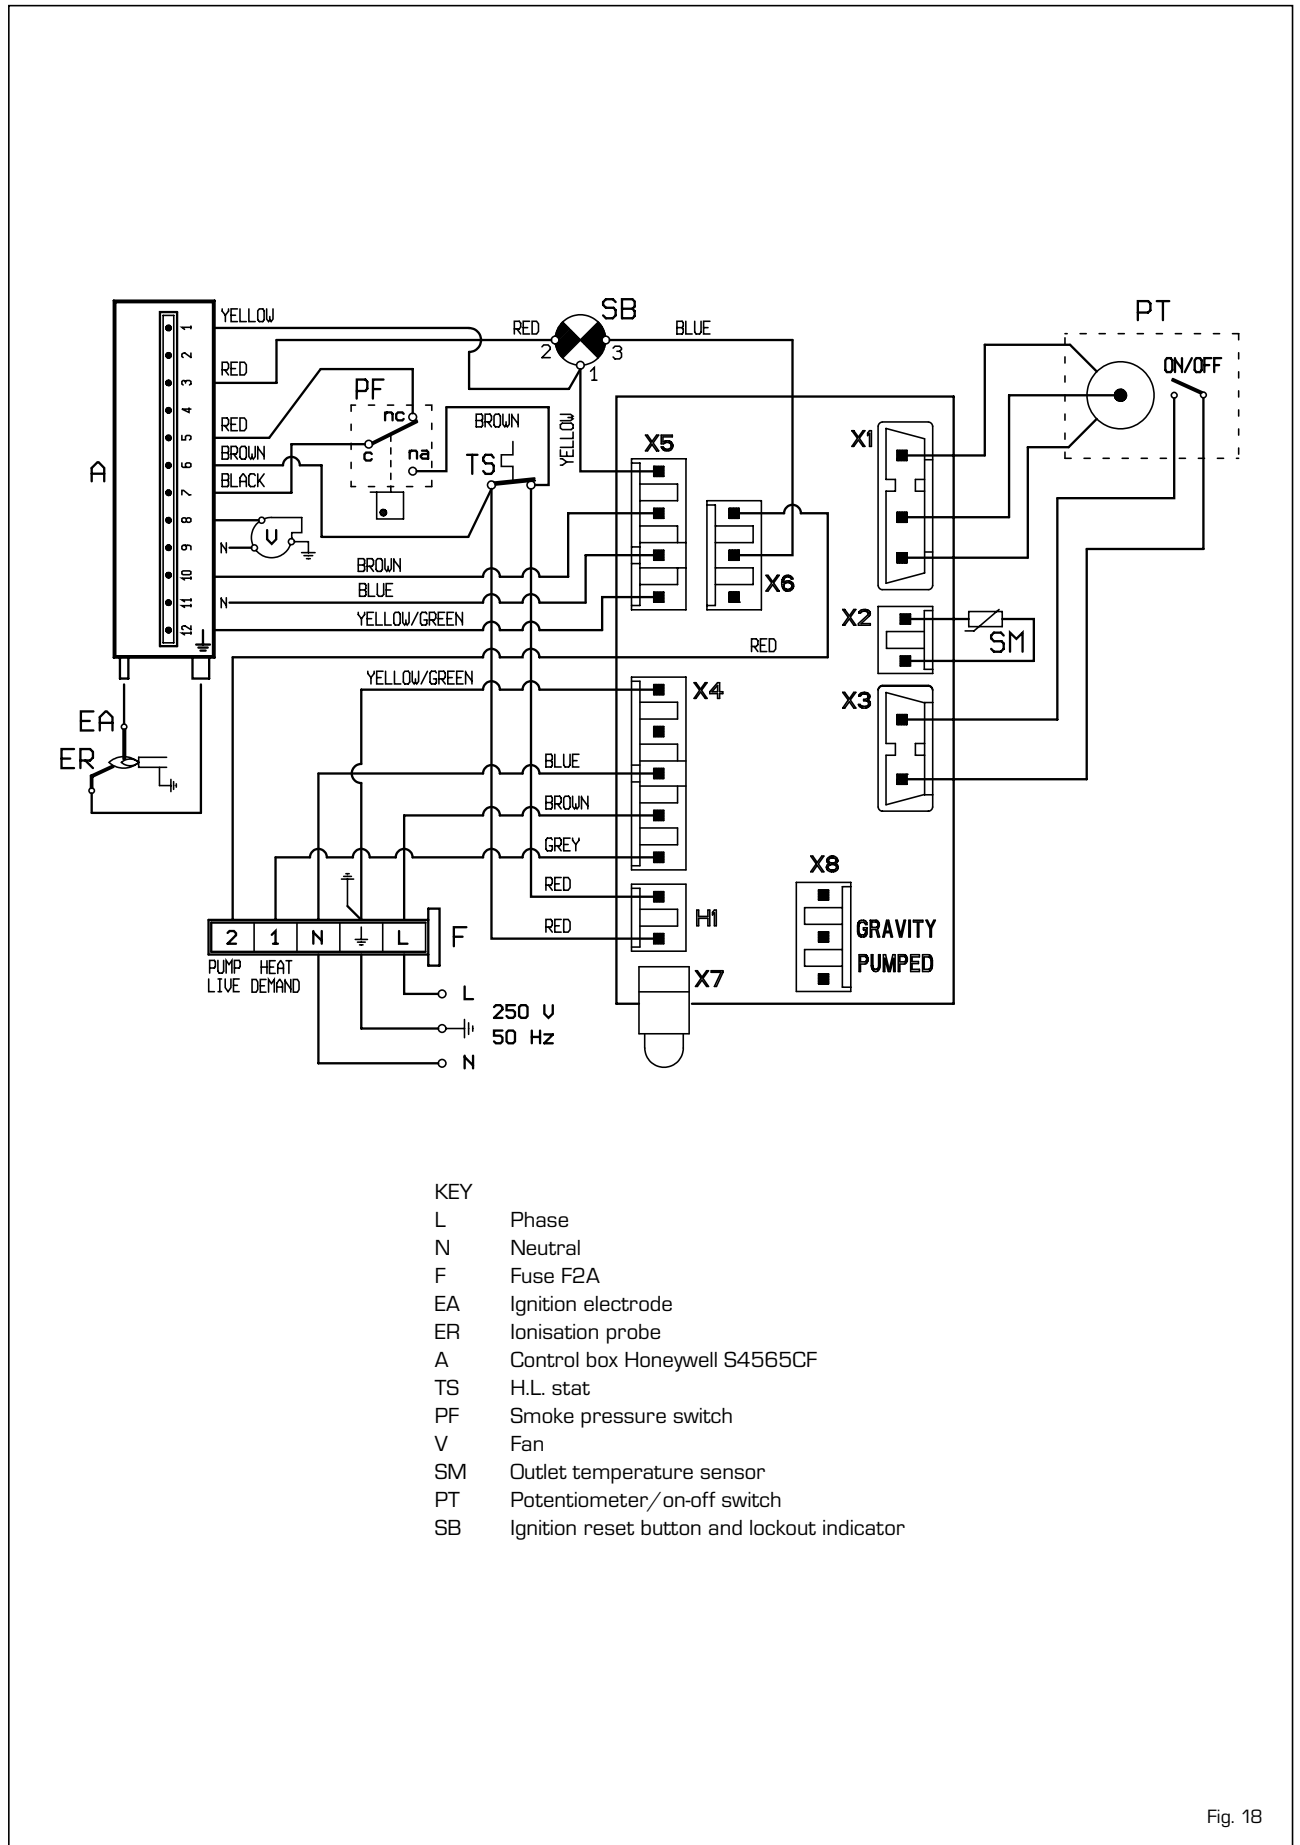 SB
PT
YELLOW
1
2
RED
3
4
RED
5
BROWN
6
BLACK
7
8
N
9
10
N
11
12
A
PF
nc
c
na
V
RED
2
3
1
BLUE
BROWN
TS
YELLOW
ON/OFF
X5
X6
X1
X2
SM
X3
BROWN
BLUE
YELLOW/GREEN
RED
YELLOW/GREEN
X4
EA
ER
BLUE
BROWN
GREY
RED
RED
H1
X8
GRAVITY
PUMPED
X7
2 1 N L
F
PUMP HEAT
LIVE DEMAND
L
250 V
50 Hz
N
KEY
L Phase
N Neutral
F Fuse F2A
EA Ignition electrode
ER Ionisation probe
A Control box Honeywell S4565CF
TS H.L. stat
PF Smoke pressure switch
V Fan
SM Outlet temperature sensor
PT Potentiometer/on-off switch
SB Ignition reset button and lockout indicator
Fig. 18